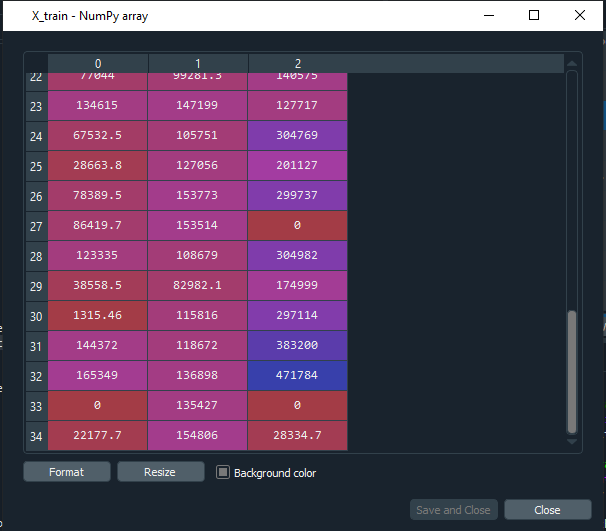 X_train - NumPy array
0 1 2
22 77044 99281.3 140575
23 134615 147199 127717
24 67532.5 105751 304769
25 28663.8 127056 201127
26 78389.5 153773 299737
27 86419.7 153514 0
28 123335 108679 304982
29 38558.5 82982.1 174999
30 1315.46 115816 297114
31 144372 118672 383200
32 165349 136898 471784
33 0 135427 0
34 22177.7 154806 28334.7
Format Resize Background color
Save and Close Close